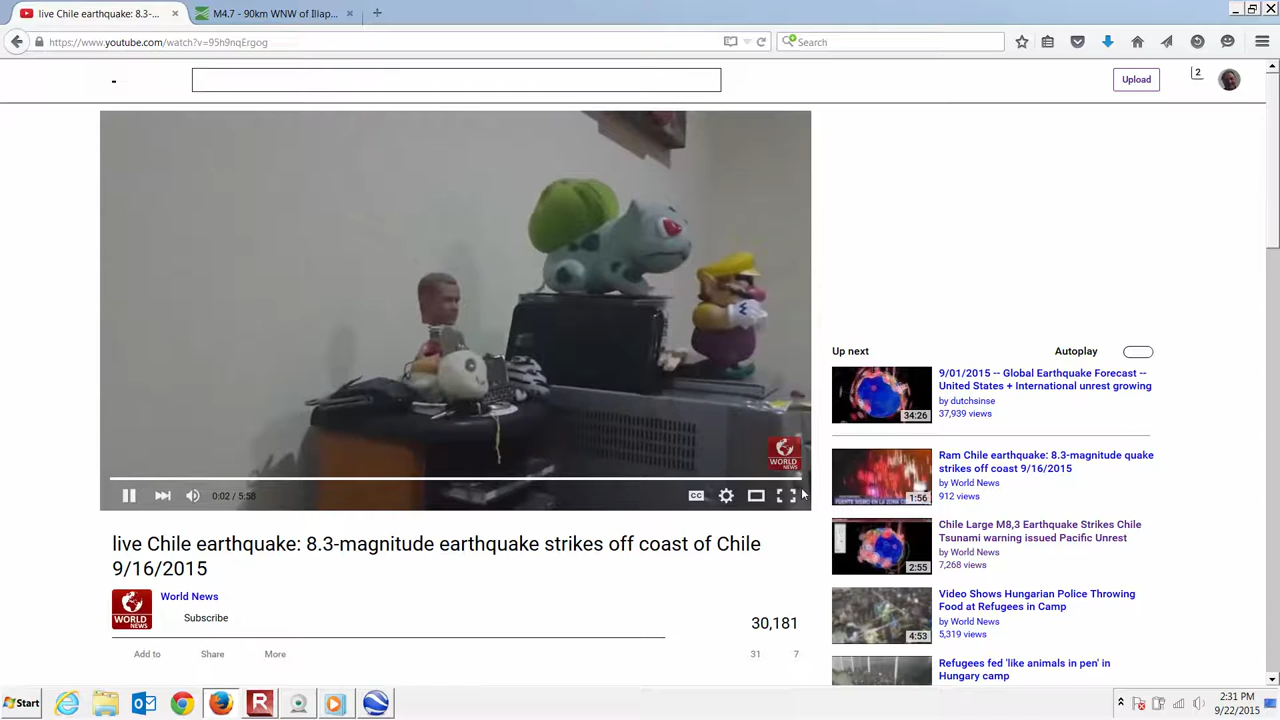 live Chile earthquake: 8.3-...
M4.7 - 90km WNW of Illap...
https://www.youtube.com/watch?v=95h9nqErgog
Search
Upload
2
WORLD
NEWS
0:02 / 5:58
CC
live Chile earthquake: 8.3-magnitude earthquake strikes off coast of Chile
9/16/2015
WORLD
NEWS
World News
Subscribe
30,181
Add to
Share
More
31
7
Up next
Autoplay
9/01/2015 -- Global Earthquake Forecast --
United States + International unrest growing
by dutchsinse
37,939 views
34:26
Ram Chile earthquake: 8.3-magnitude quake
strikes off coast 9/16/2015
by World News
912 views
1:56
Chile Large M8,3 Earthquake Strikes Chile
Tsunami warning issued Pacific Unrest
by World News
7,268 views
2:55
Video Shows Hungarian Police Throwing
Food at Refugees in Camp
by World News
5,319 views
4:53
Refugees fed 'like animals in pen' in
Hungary camp
Start
2:31 PM
9/22/2015